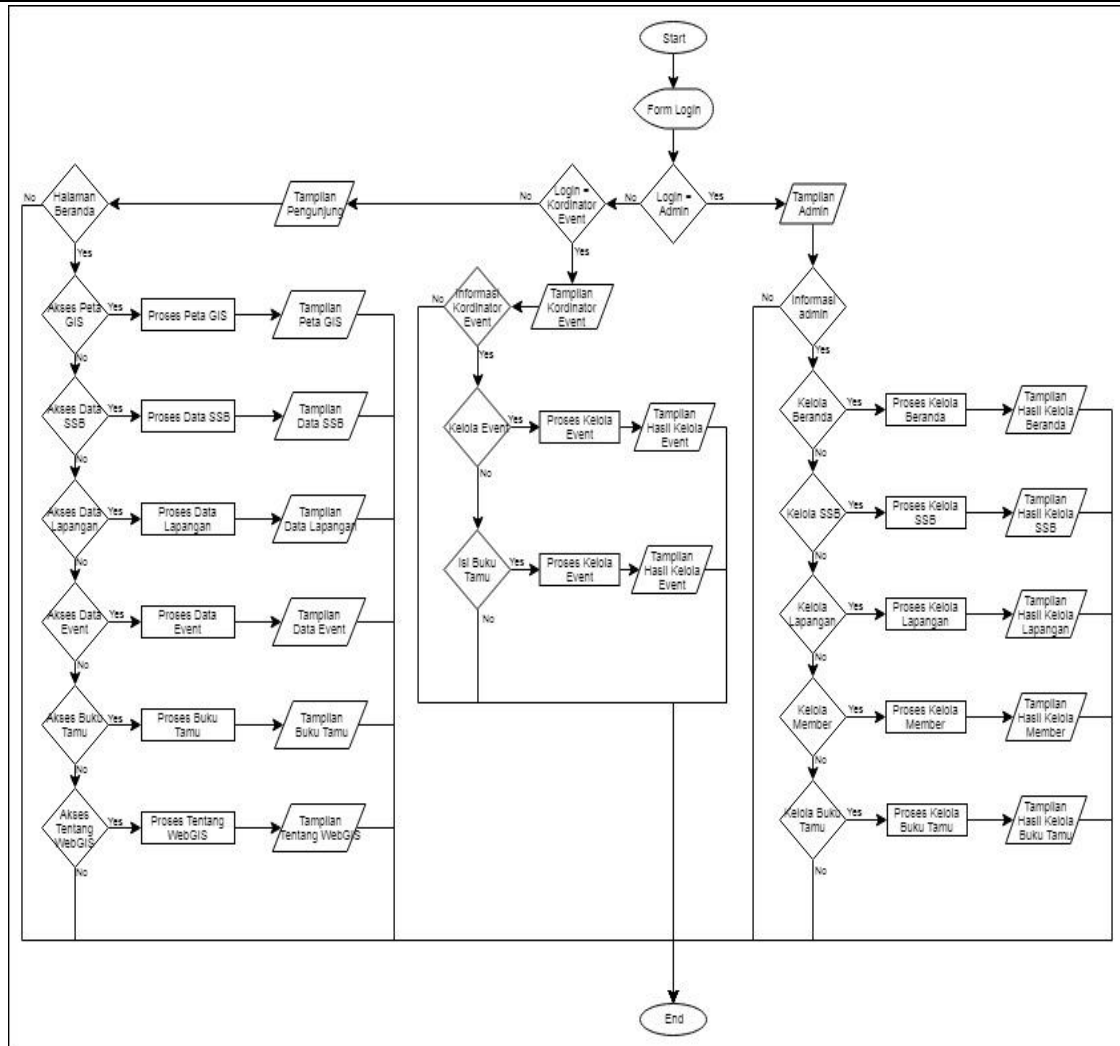 Start
Form Login
Login =
Admin
Yes
No
Login =
Kordinator
Event
No
Yes
Tampilan
Pengunjung
Halaman
Beranda
No
Yes
Akses Peta
GIS
Yes
Proses Peta GIS
Tampilan
Peta GIS
No
Akses Data
SSB
Yes
Proses Data SSB
Tampilan
Data SSB
No
Akses Data
Lapangan
Yes
Proses Data
Lapangan
Tampilan
Data Lapangan
No
Akses Data
Event
Yes
Proses Data
Event
Tampilan
Data Event
No
Akses Buku
Tamu
Yes
Proses Buku
Tamu
Tampilan
Buku Tamu
No
Akses
Tentang
WebGIS
Yes
Proses Tentang
WebGIS
Tampilan
Tentang WebGIS
No
Tampilan
Kordinator
Event
Informasi
Kordinator
Event
No
Yes
Kelola Event
Yes
Proses Kelola
Event
Tampilan
Hasil Kelola
Event
No
Isi Buku
Tamu
Yes
Proses Kelola
Event
Tampilan
Hasil Kelola
Event
No
Tampilan
Admin
Informasi
admin
No
Yes
Kelola
Beranda
Yes
Proses Kelola
Beranda
Tampilan
Hasil Kelola
Beranda
No
Kelola SSB
Yes
Proses Kelola
SSB
Tampilan
Hasil Kelola
SSB
No
Kelola
Lapangan
Yes
Proses Kelola
Lapangan
Tampilan
Hasil Kelola
Lapangan
No
Kelola
Member
Yes
Proses Kelola
Member
Tampilan
Hasil Kelola
Member
No
Kelola Buku
Tamu
Yes
Proses Kelola
Buku Tamu
Tampilan
Hasil Kelola
Buku Tamu
No
End